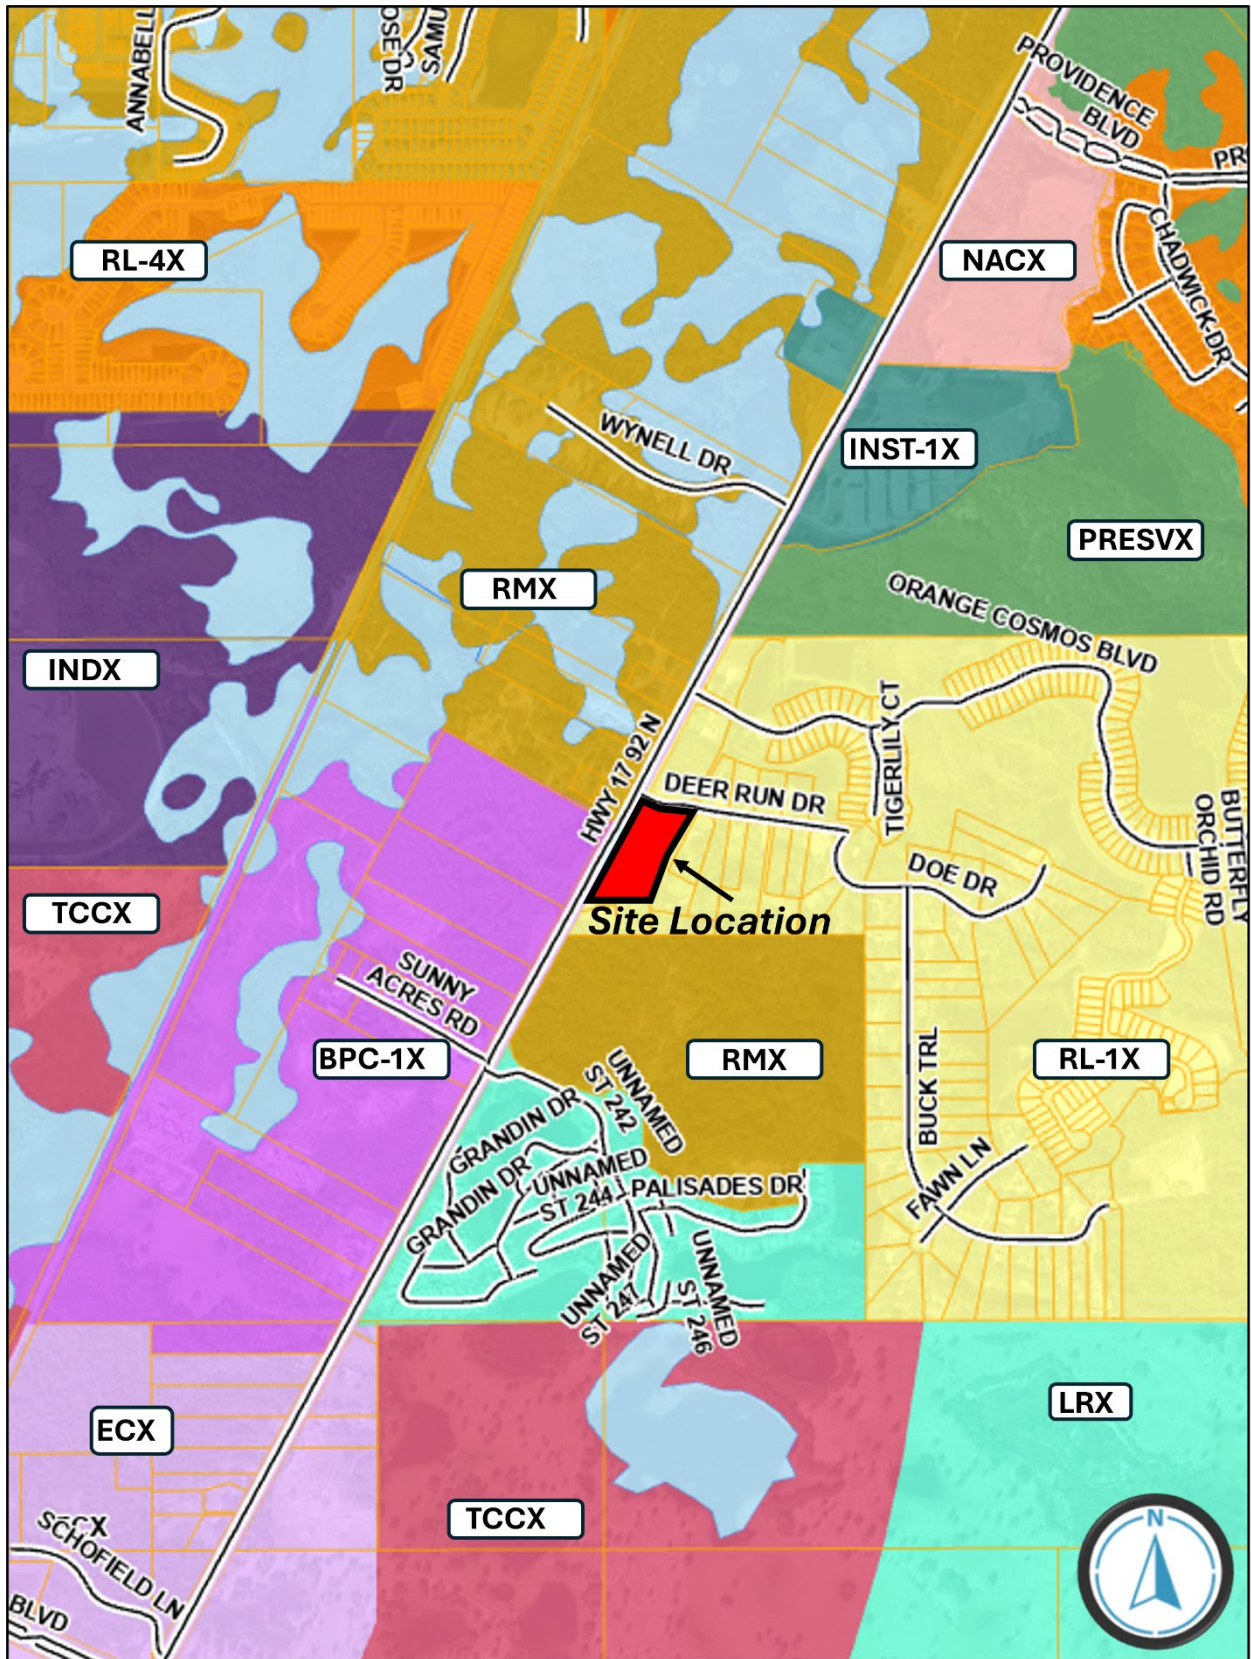 ANNABELL
OSE DR
SAMU
PROVIDENCE
BLVD
PR
RL-4X
NACX
CHADWICK-DR
WYNELL DR
INST-1X
PRESVX
RMX
ORANGE COSMOS BLVD
INDX
TIGERLILY CT
HWY 17 92 N
DEER RUN DR
BUTTERFLY
ORCHID RD
DOE DR
TCCX
Site Location
SUNNY
ACRES RD
BPC-1X
RMX
RL-1X
BUCK TRL
UNNAMED
ST 242
GRANDIN DR
GRANDIN DR
UNNAMED
ST 244
PALISADES DR
FAWN LN
UNNAMED
ST 247
UNNAMED
ST 246
ECX
LRX
TCCX
CX
SCHOFIELD LN
BLVD
N